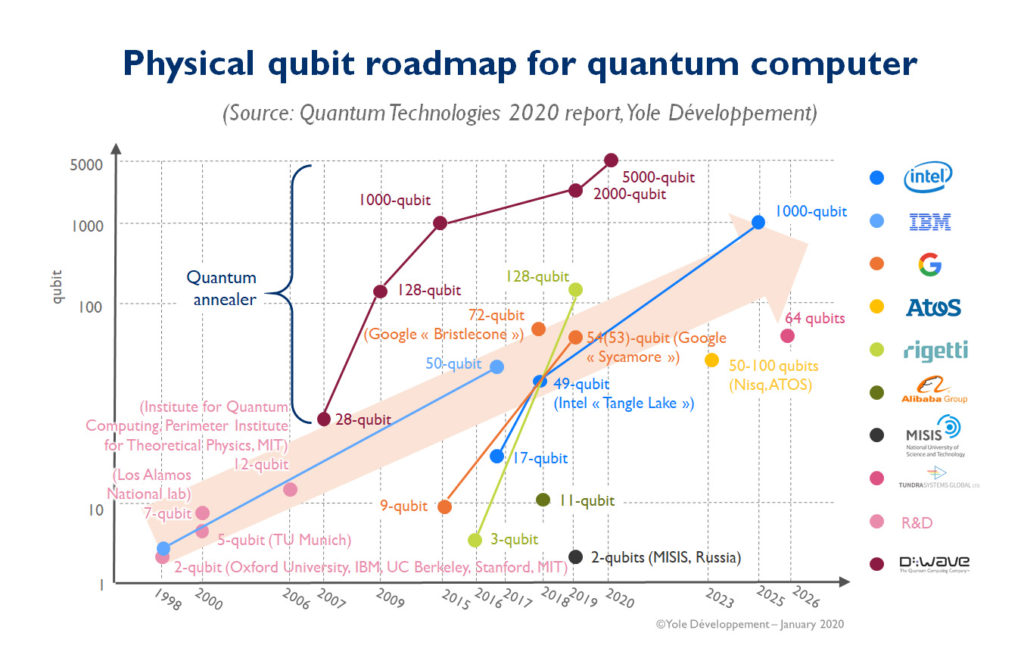 Physical qubit roadmap for quantum computer
(Source: Quantum Technologies 2020 report, Yole Développement)
qubit
5000
1000
100
10
1
1998
2000
2006
2007
2009
2015
2016
2017
2018
2019
2020
2023
2025
2026
Quantum
annealer
1000-qubit
5000-qubit
2000-qubit
128-qubit
28-qubit
1000-qubit
128-qubit
72-qubit
(Google « Bristlecone »)
54(53)-qubit (Google
« Sycamore »)
50-qubit
49-qubit
(Intel « Tangle Lake »)
64 qubits
50-100 qubits
(Nisq, ATOS)
(Institute for Quantum
Computing, Perimeter Institute
for Theoretical Physics, MIT)
12-qubit
(Los Alamos
National lab)
7-qubit
5-qubit (TU Munich)
2-qubit (Oxford University, IBM, UC Berkeley, Stanford, MIT)
17-qubit
9-qubit
11-qubit
3-qubit
2-qubits (MISIS, Russia)
intel
IBM
G
Atos
rigetti
Alibaba Group
MISIS
National University of
Science and Technology
TUNDRASYSTEMS GLOBAL LTD
R&D
D:wave
The Quantum Computing Company
©Yole Développement – January 2020